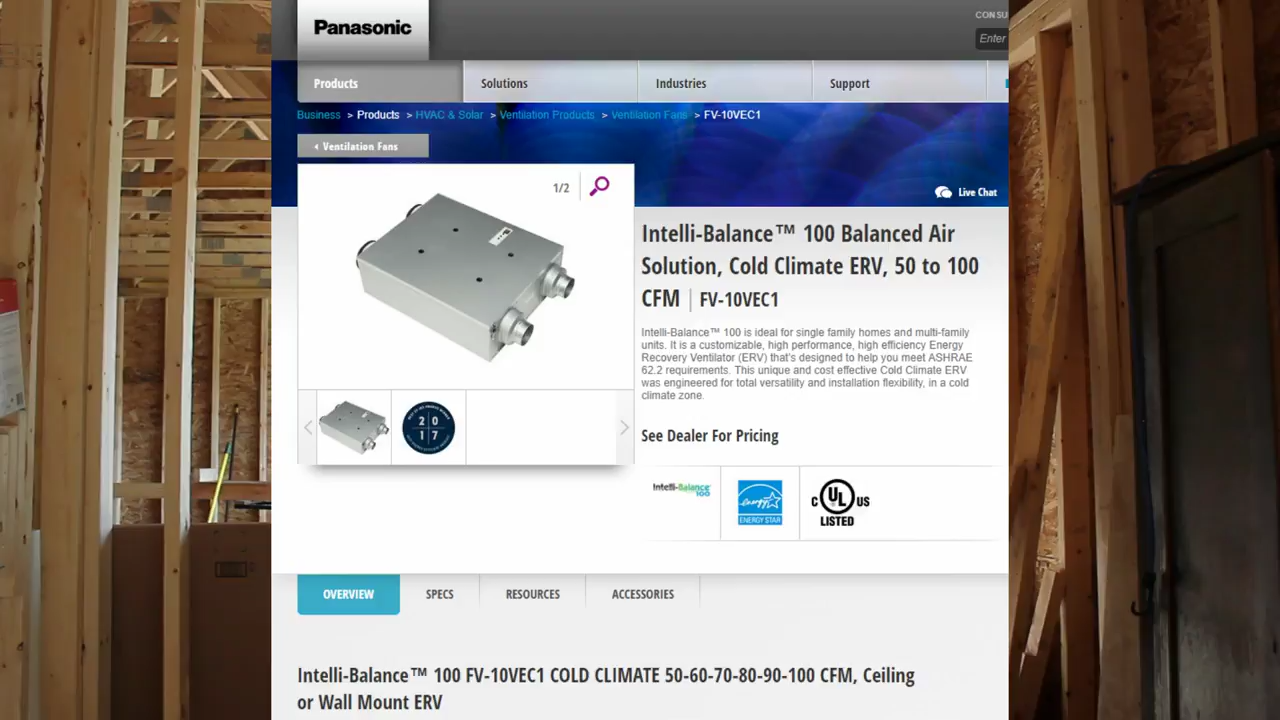 Panasonic
CONSU
Enter
Products
Solutions
Industries
Support
Business > Products > HVAC & Solar > Ventilation Products > Ventilation Fans > FV-10VEC1
Ventilation Fans
1/2
Live Chat
Intelli-Balance™ 100 Balanced Air
Solution, Cold Climate ERV, 50 to 100
CFM | FV-10VEC1
Intelli-Balance™ 100 is ideal for single family homes and multi-family
units. It is a customizable, high performance, high efficiency Energy
Recovery Ventilator (ERV) that's designed to help you meet ASHRAE
62.2 requirements. This unique and cost effective Cold Climate ERV
was engineered for total versatility and installation flexibility, in a cold
climate zone.
20
17
See Dealer For Pricing
Intelli-Balance 100
energy
ENERGY STAR
C UL US
LISTED
OVERVIEW
SPECS
RESOURCES
ACCESSORIES
Intelli-Balance™ 100 FV-10VEC1 COLD CLIMATE 50-60-70-80-90-100 CFM, Ceiling
or Wall Mount ERV